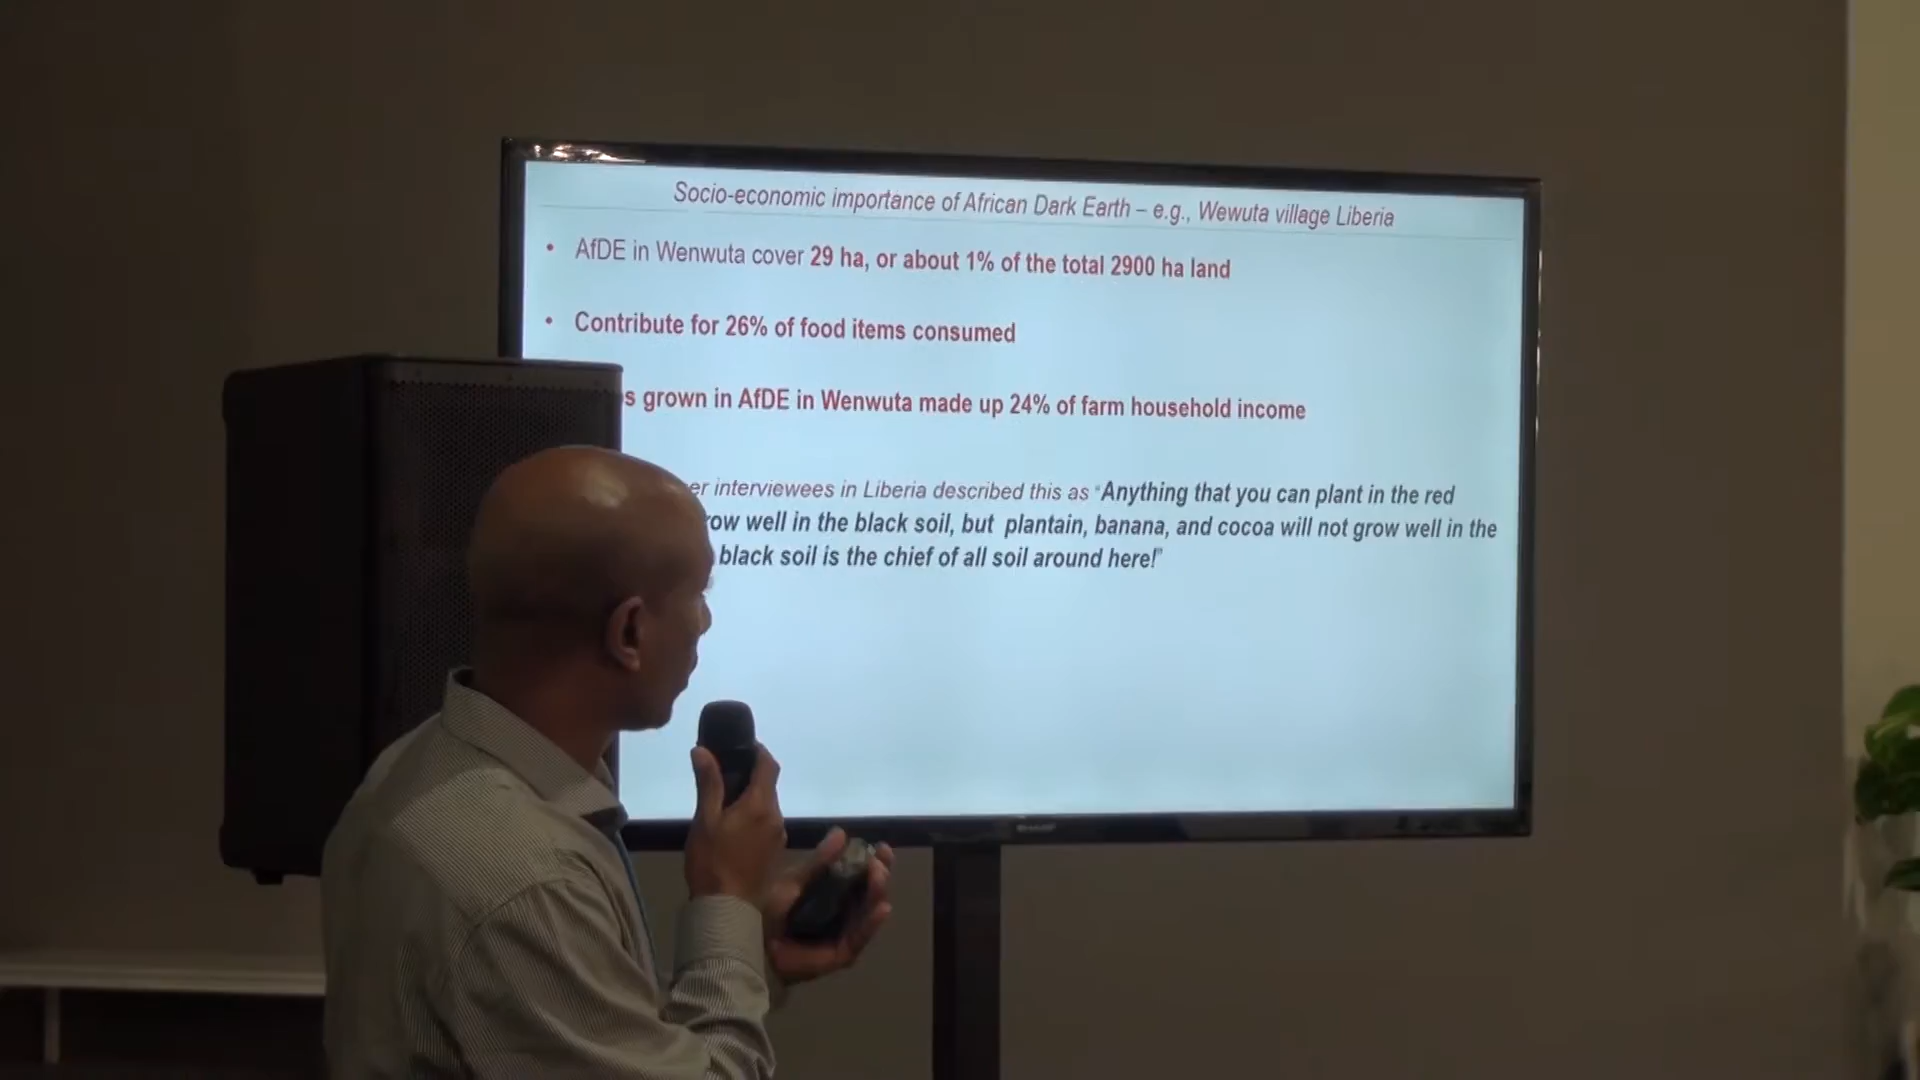 Socio-economic importance of African Dark Earth – e.g., Wewuta village Liberia
• AfDE in Wenwuta cover 29 ha, or about 1% of the total 2900 ha land
• Contribute for 26% of food items consumed
grown in AfDE in Wenwuta made up 24% of farm household income
interviewees in Liberia described this as "Anything that you can plant in the red
well in the black soil, but plantain, banana, and cocoa will not grow well in the
black soil is the chief of all soil around here!"
SHARP